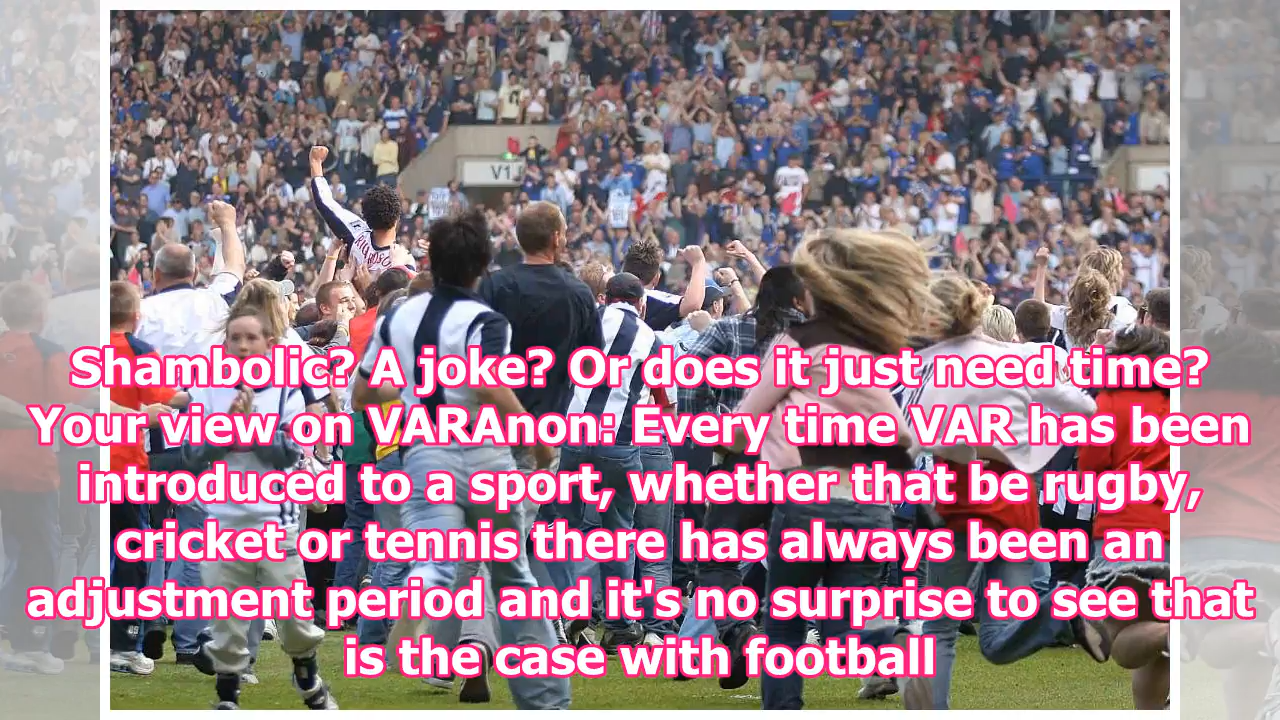 V1
Shambolic? A joke? Or does it just need time?
Your view on VARAnon: Every time VAR has been
introduced to a sport, whether that be rugby,
cricket or tennis there has always been an
adjustment period and it's no surprise to see that
is the case with football